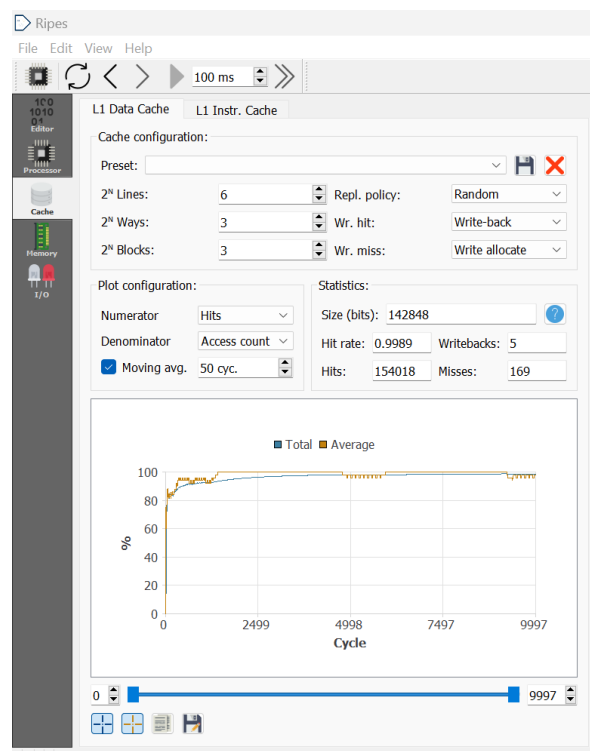 Ripes
File Edit View Help
100 ms
1010
Editor
Processor
Cache
Memory
I/O
L1 Data Cache L1 Instr. Cache
Cache configuration:
Preset:
2ᴺ Lines: 6 Repl. policy: Random
2ᴺ Ways: 3 Wr. hit: Write-back
2ᴺ Blocks: 3 Wr. miss: Write allocate
Plot configuration:
Numerator Hits
Denominator Access count
Moving avg. 50 cyc.
Statistics:
Size (bits): 142848 ?
Hit rate: 0.9989 Writebacks: 5
Hits: 154018 Misses: 169
Total Average
100
80
60
40
20
0
%
0 2499 4998 7497 9997
Cycle
0 9997